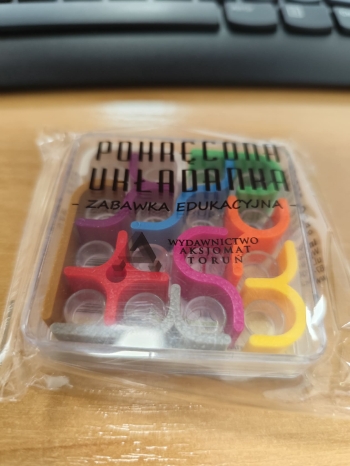 POKRĘCONA
UKŁADANKA
- ZABAWKA EDUKACYJNA -
WYDAWNICTWO
AKSJOMAT
TORUŃ